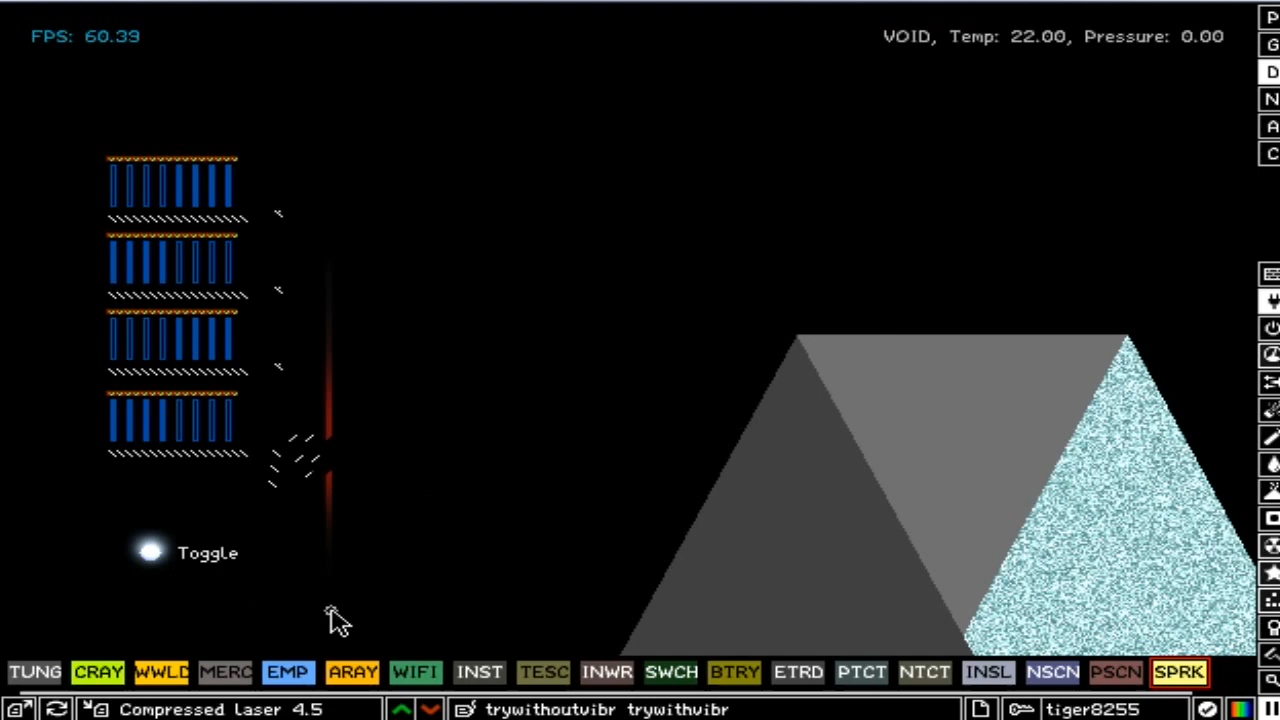 FPS: 60.39
VOID, Temp: 22.00, Pressure: 0.00
P
G
D
N
A
C
Toggle
TUNG CRAY WWLD MERC EMP ARAY WIFI INST TESC INWR SWCH BTRY ETRD PTCT NTCT INSL NSCN PSCN SPRK
Compressed laser 4.5 trywithoutvibr trywithvibr tiger8255